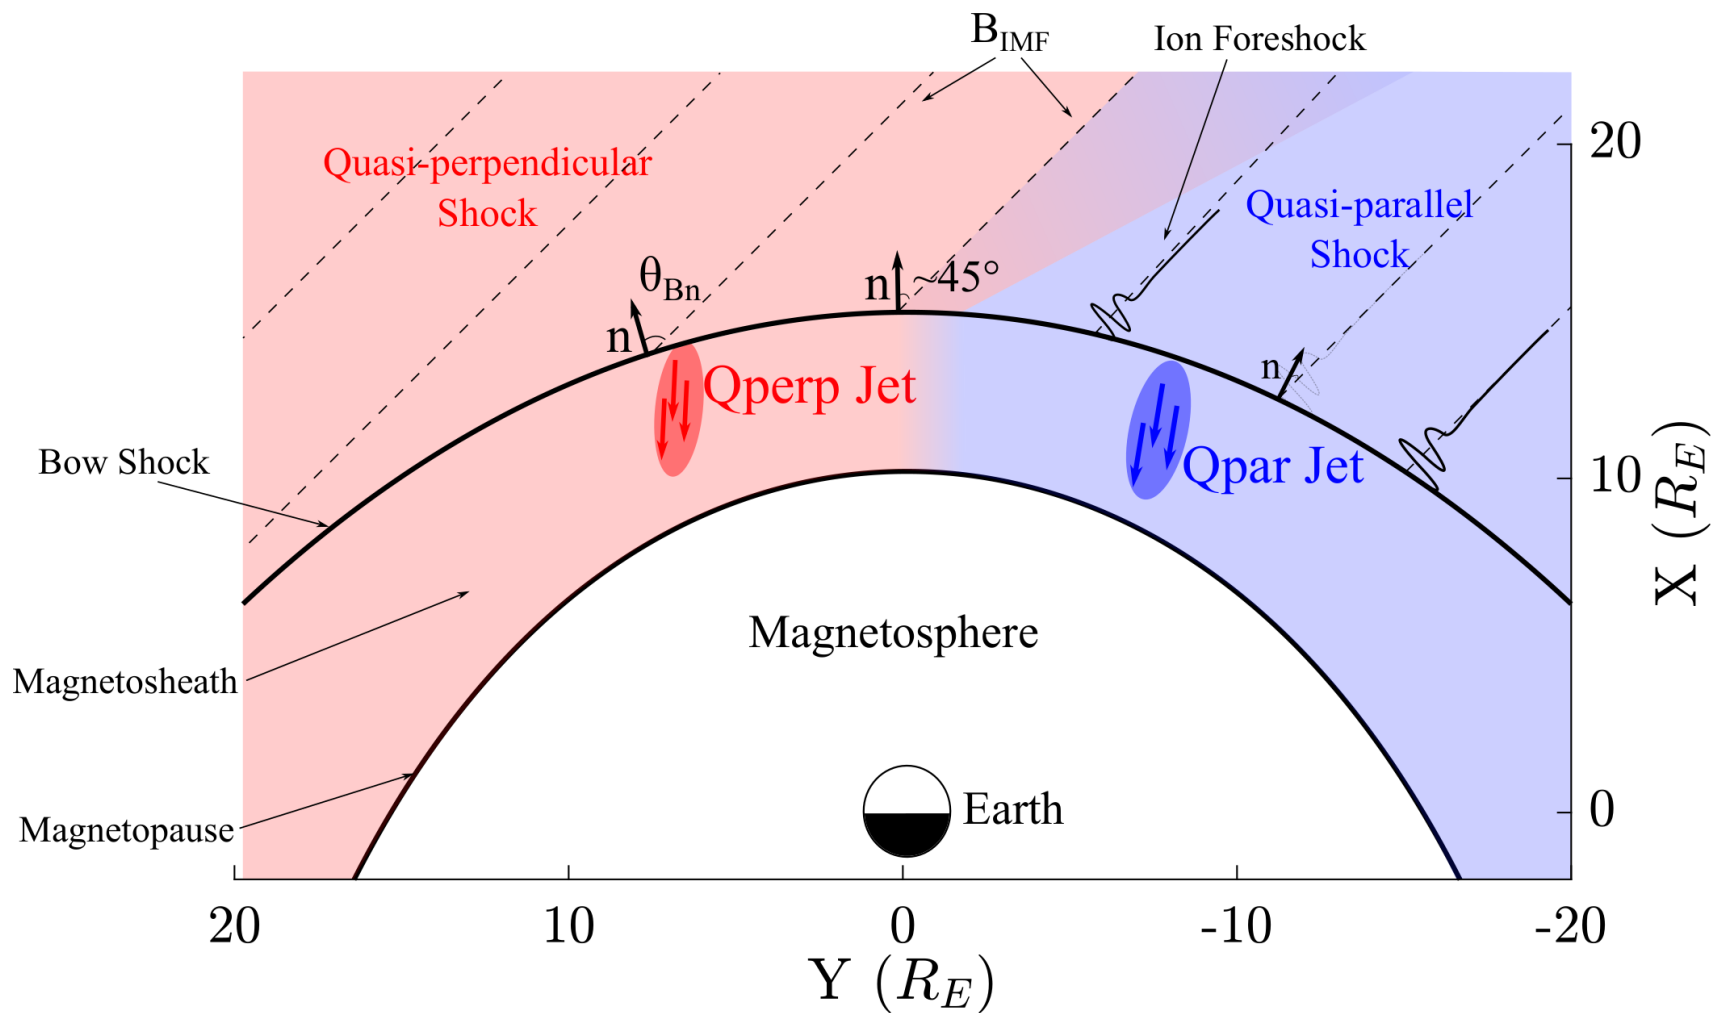 B_IMF
Ion Foreshock
20
Quasi-perpendicular
Shock
Quasi-parallel
Shock
θ_Bn
n
~45°
n
n
Qperp Jet
Bow Shock
Qpar Jet
10
X (R_E)
Magnetosphere
Magnetosheath
Earth
0
Magnetopause
20
10
0
-10
-20
Y (R_E)